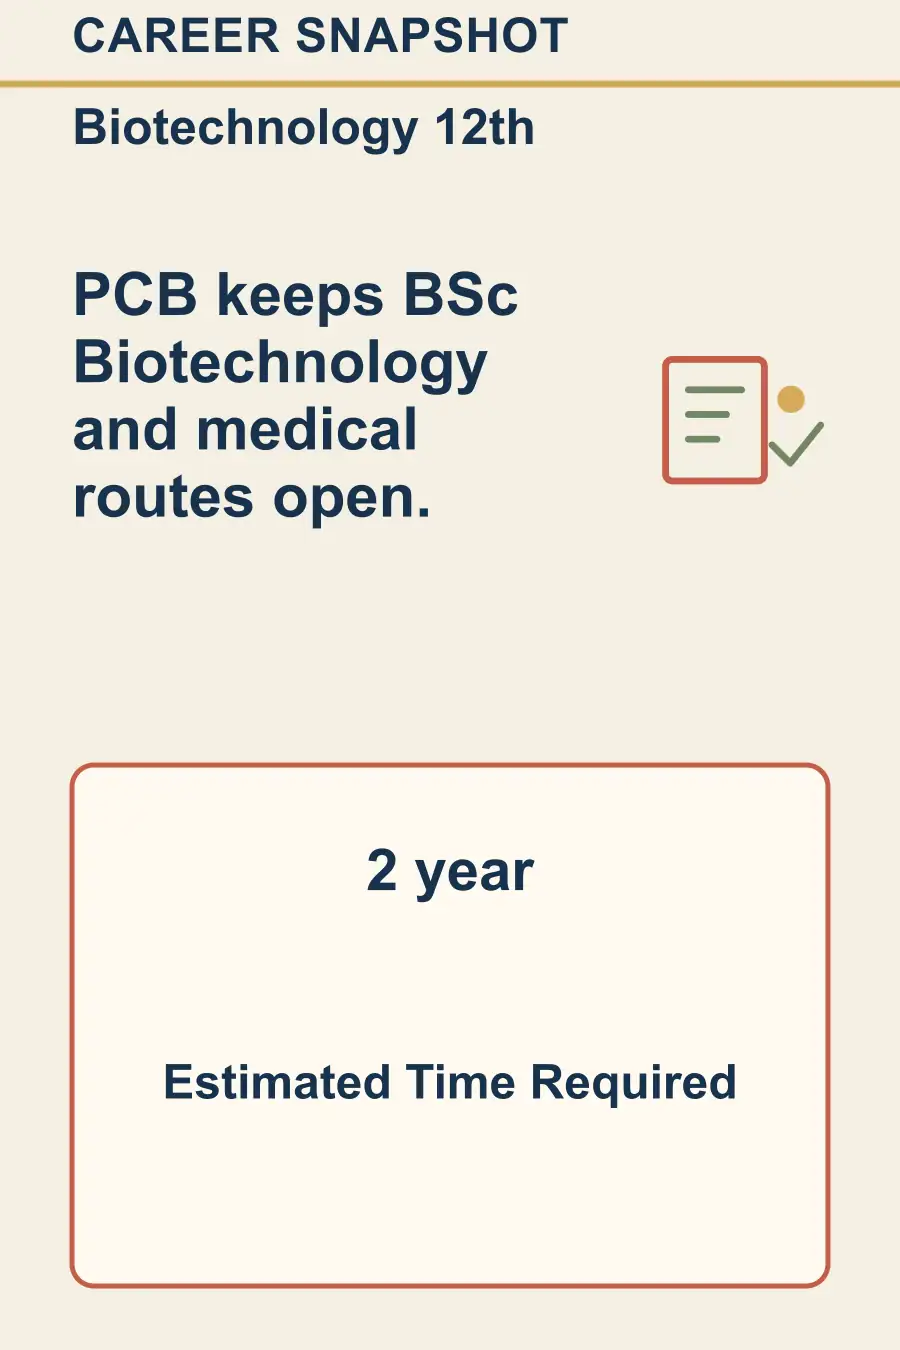 CAREER SNAPSHOT
Biotechnology 12th
PCB keeps BSc
Biotechnology
and medical
routes open.
2 year
Estimated Time Required